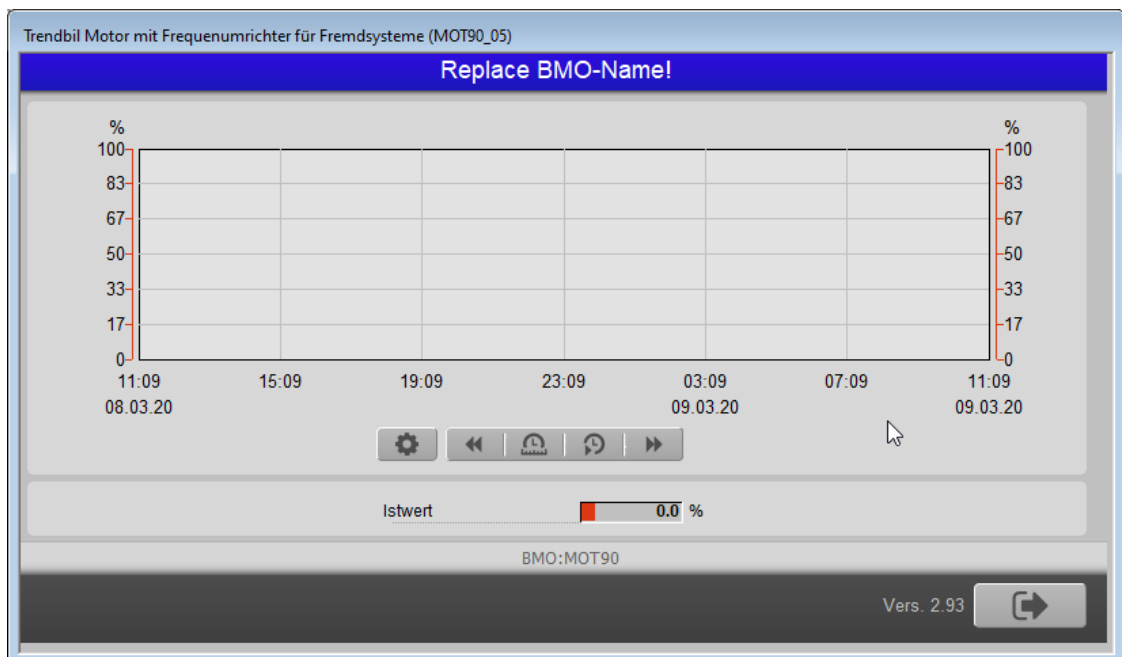 Trendbil Motor mit Frequenumrichter für Fremdsysteme (MOT90_05)
Replace BMO-Name!
% %
100 100
83 83
67 67
50 50
33 33
17 17
0 0
11:09 15:09 19:09 23:09 03:09 07:09 11:09
08.03.20 09.03.20 09.03.20
Istwert 0.0 %
BMO:MOT90
Vers. 2.93